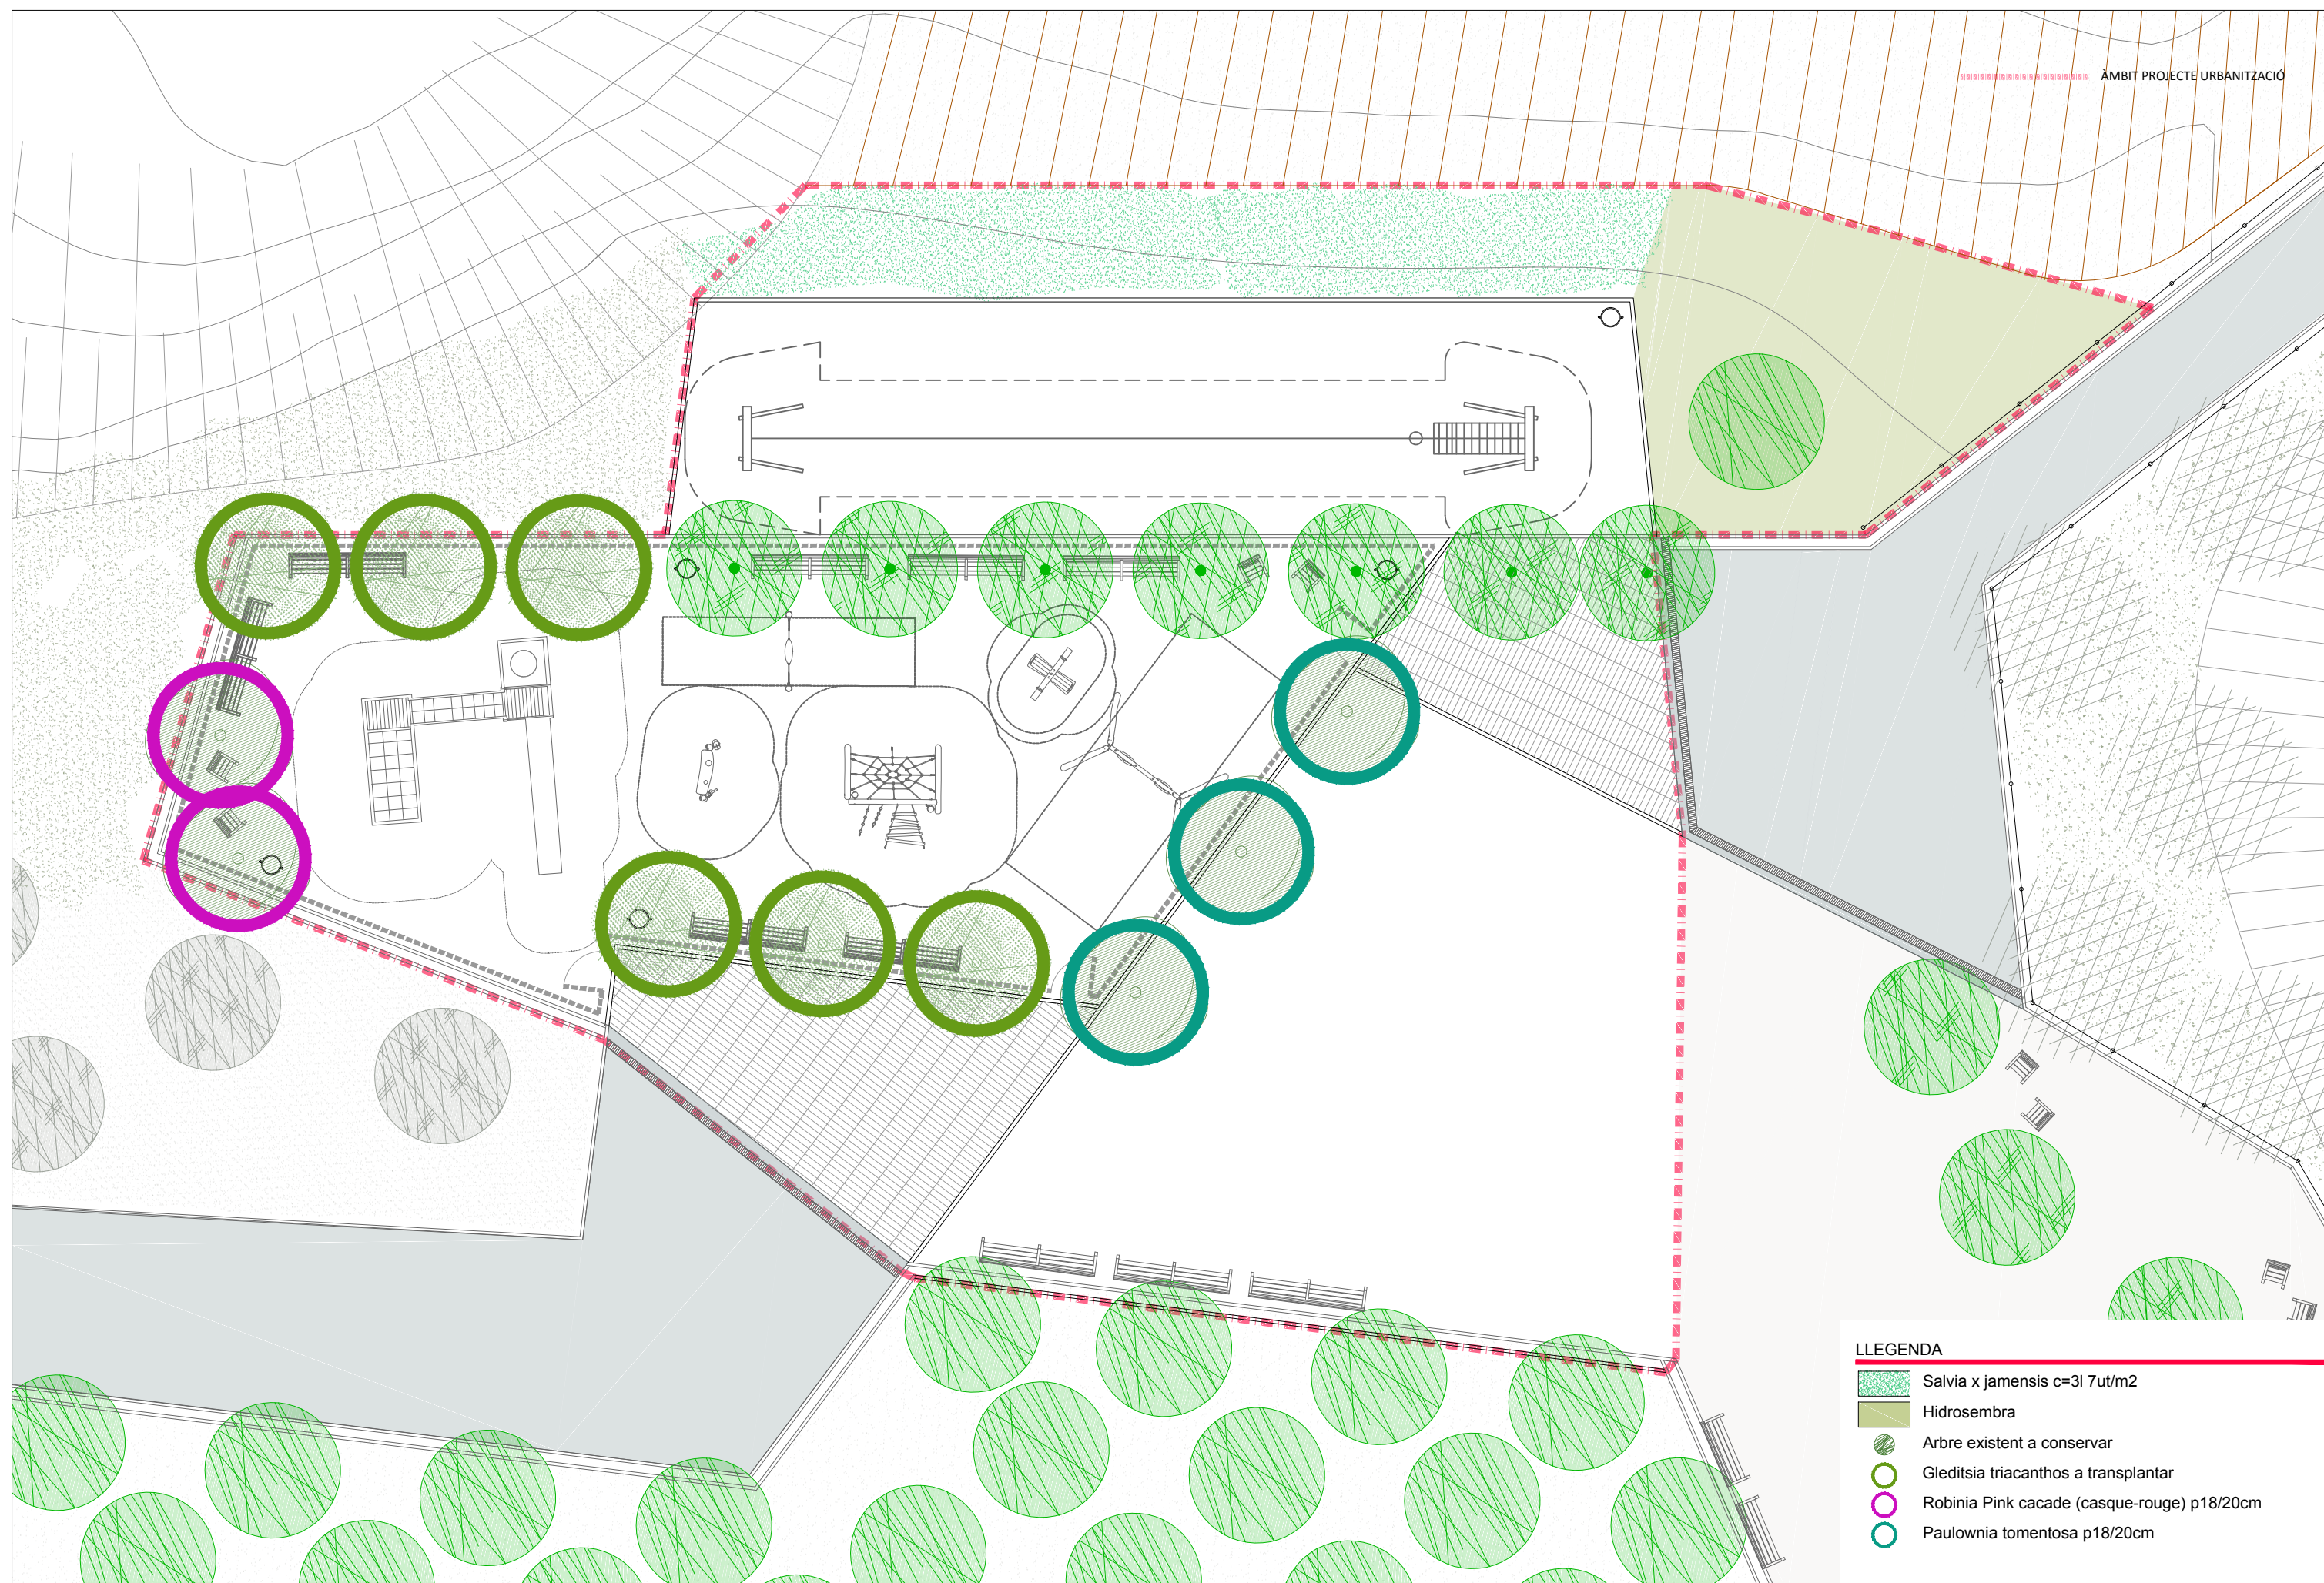 ÀMBIT PROJECTE URBANITZACIÓ
LLEGENDA
Salvia x jamensis c=3l 7ut/m2
Hidrosembra
Arbre existent a conservar
Gleditsia triacanthos a transplantar
Robinia Pink cacade (casque-rouge) p18/20cm
Paulownia tomentosa p18/20cm